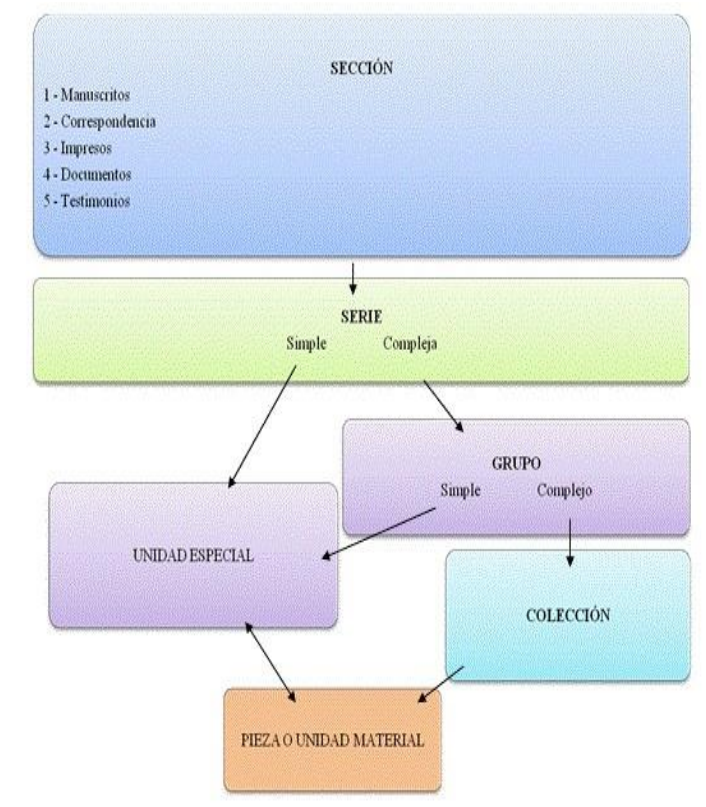 SECCIÓN
1 - Manuscritos
2 - Correspondencia
3 - Impresos
4 - Documentos
5 - Testimonios
SERIE
Simple Compleja
GRUPO
Simple Complejo
UNIDAD ESPECIAL
COLECCIÓN
PIEZA O UNIDAD MATERIAL